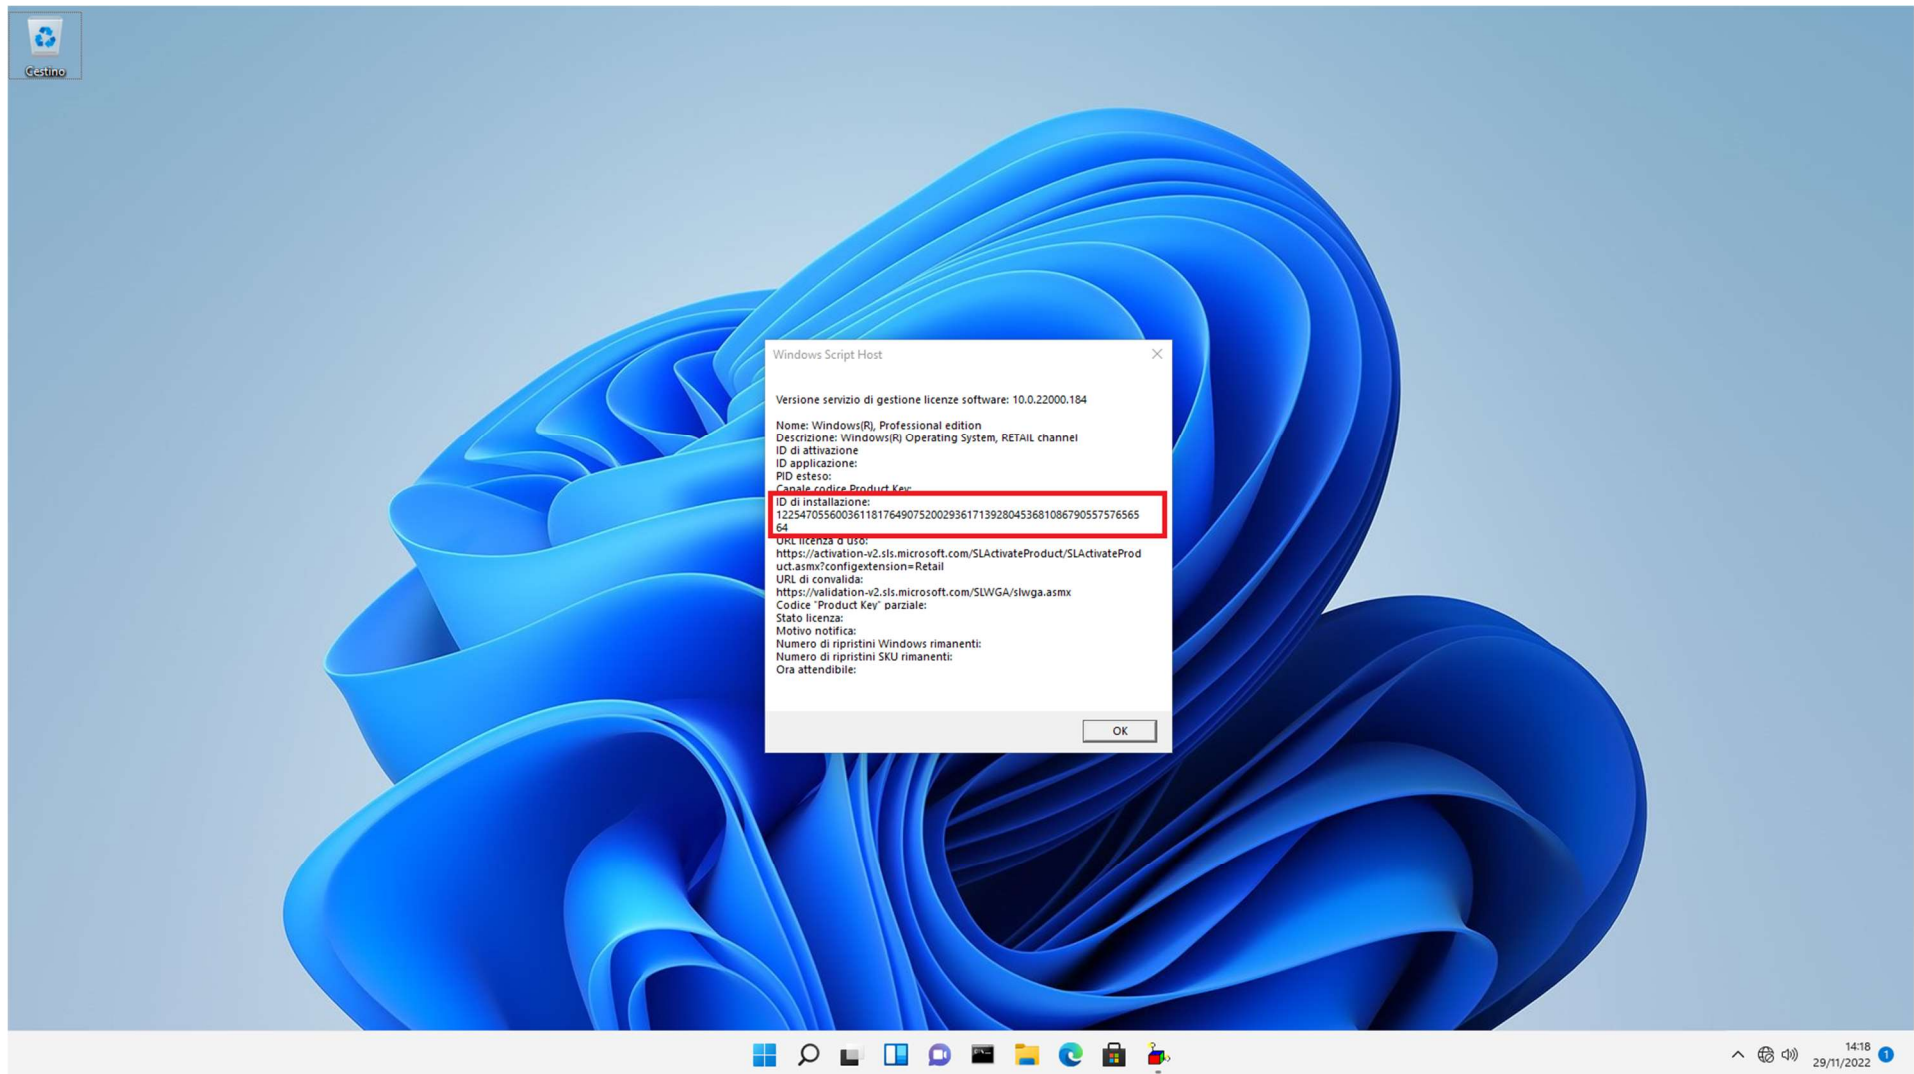 Cestino
Windows Script Host
Versione servizio di gestione licenze software: 10.0.22000.184
Nome: Windows(R), Professional edition
Descrizione: Windows(R) Operating System, RETAIL channel
ID di attivazione
ID applicazione:
PID esteso:
Canale codice Product Key:
ID di installazione:
122547055600361181764907520029361713928045368108679055757656​5
64
URL licenza d'uso:
https://activation-v2.sls.microsoft.com/SLActivateProduct/SLActivateProd
uct.asmx?configextension=Retail
URL di convalida:
https://validation-v2.sls.microsoft.com/SLWGA/slwga.asmx
Codice "Product Key" parziale:
Stato licenza:
Motivo notifica:
Numero di ripristini Windows rimanenti:
Numero di ripristini SKU rimanenti:
Ora attendibile:
OK
14:18
29/11/2022
1